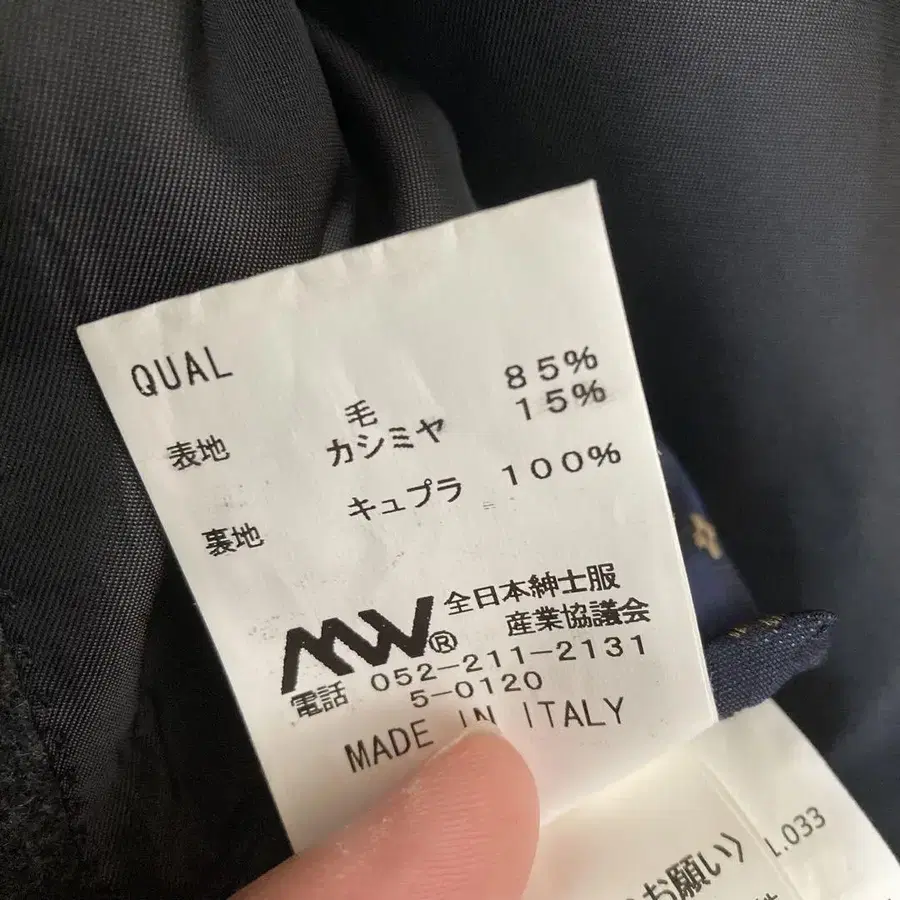 QUAL
表地 毛 85%
カシミヤ 15%
裏地 キュプラ 100%
MW® 全日本紳士服
産業協議会
電話 052-211-2131
5-0120
MADE IN ITALY
お願い〉
L.033